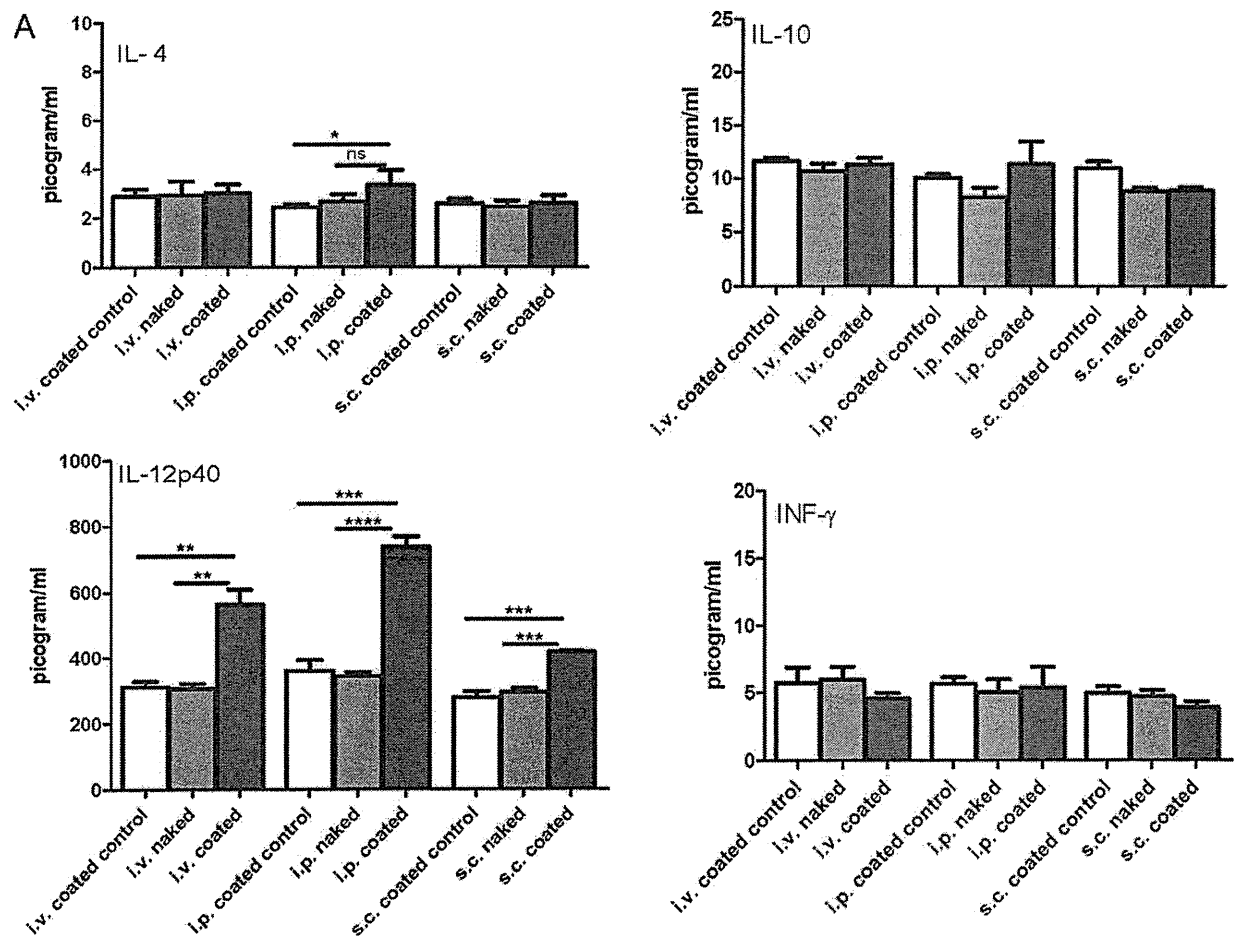 A
IL- 4
picogram/ml
10
8
6
4
2
0
*
ns
i.v. coated control
i.v. naked
i.v. coated
i.p. coated control
i.p. naked
i.p. coated
s.c. coated control
s.c. naked
s.c. coated
IL-10
picogram/ml
25
20
15
10
5
0
i.v. coated control
i.v. naked
i.v. coated
i.p. coated control
i.p. naked
i.p. coated
s.c. coated control
s.c. naked
s.c. coated
IL-12p40
picogram/ml
1000
800
600
400
200
0
**
**
***
****
***
***
i.v. coated control
i.v. naked
i.v. coated
i.p. coated control
i.p. naked
i.p. coated
s.c. coated control
s.c. naked
s.c. coated
INF-γ
picogram/ml
20
15
10
5
0
i.v. coated control
i.v. naked
i.v. coated
i.p. coated control
i.p. naked
i.p. coated
s.c. coated control
s.c. naked
s.c. coated